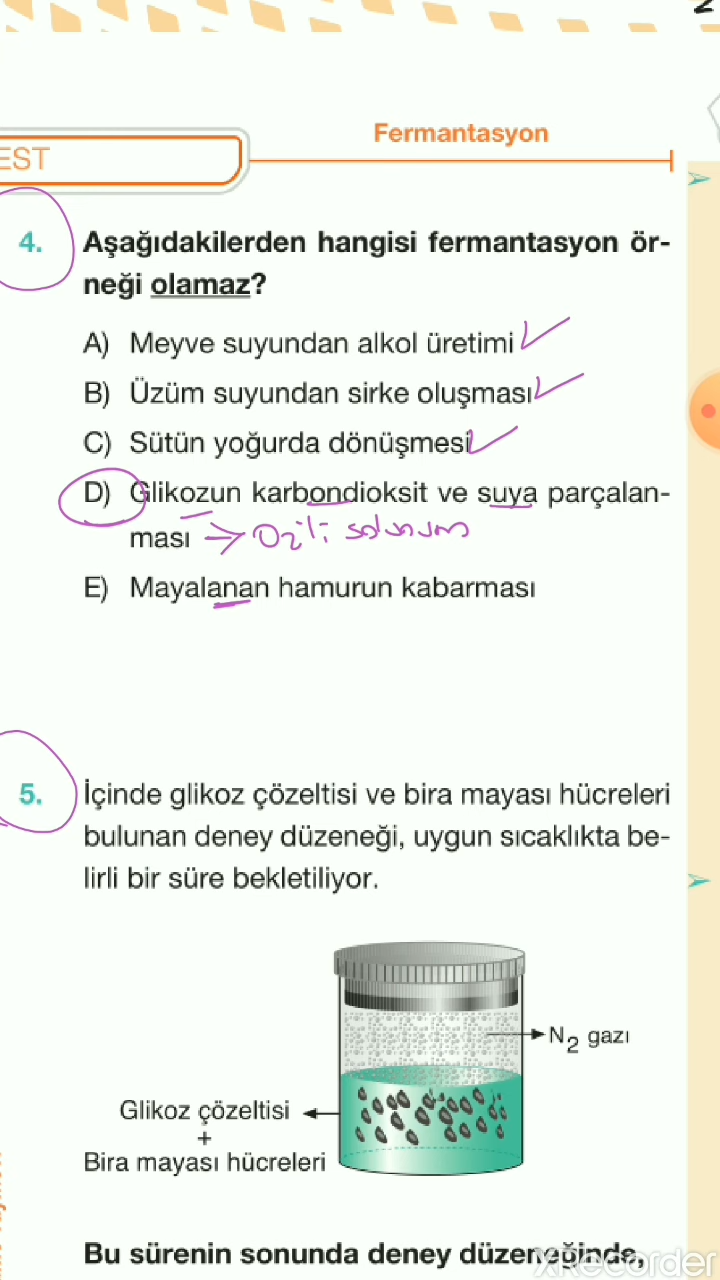 EST
Fermantasyon
4. Aşağıdakilerden hangisi fermantasyon ör-
neği olamaz?
A) Meyve suyundan alkol üretimi
B) Üzüm suyundan sirke oluşması
C) Sütün yoğurda dönüşmesi
D) Glikozun karbondioksit ve suya parçalan-
ması → O2'li solunum
E) Mayalanan hamurun kabarması
5. İçinde glikoz çözeltisi ve bira mayası hücreleri
bulunan deney düzeneği, uygun sıcaklıkta be-
lirli bir süre bekletiliyor.
N2 gazı
Glikoz çözeltisi
+
Bira mayası hücreleri
Bu sürenin sonunda deney düzeneğinde,
XRecorder